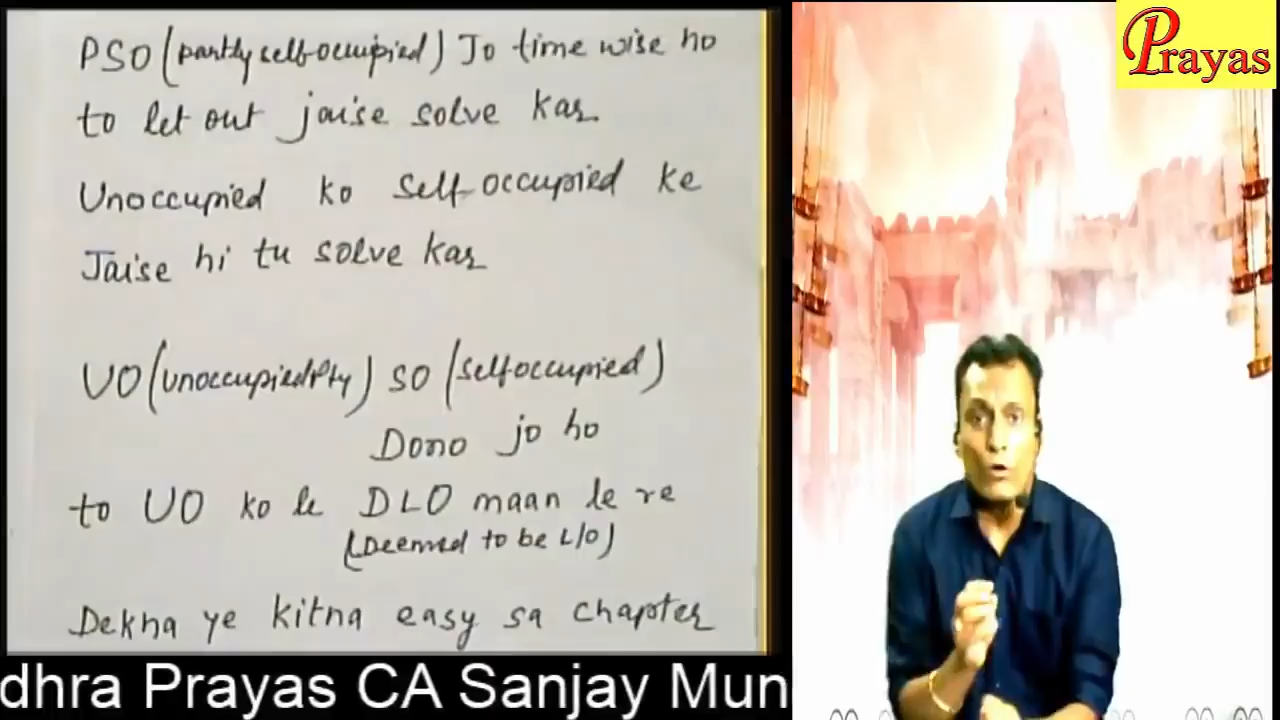 PSO (partly self-occupied) Jo time wise ho
to let out jaise solve kar
Unoccupied ko self-occupied ke
Jaise hi tu solve kar
UO (unoccupied Pty) SO (self occupied)
Dono jo ho
to UO ko le DLO maan le re
(Deemed to be L/O)
Dekha ye kitna easy sa chapter
dhra Prayas CA Sanjay Mun
Prayas